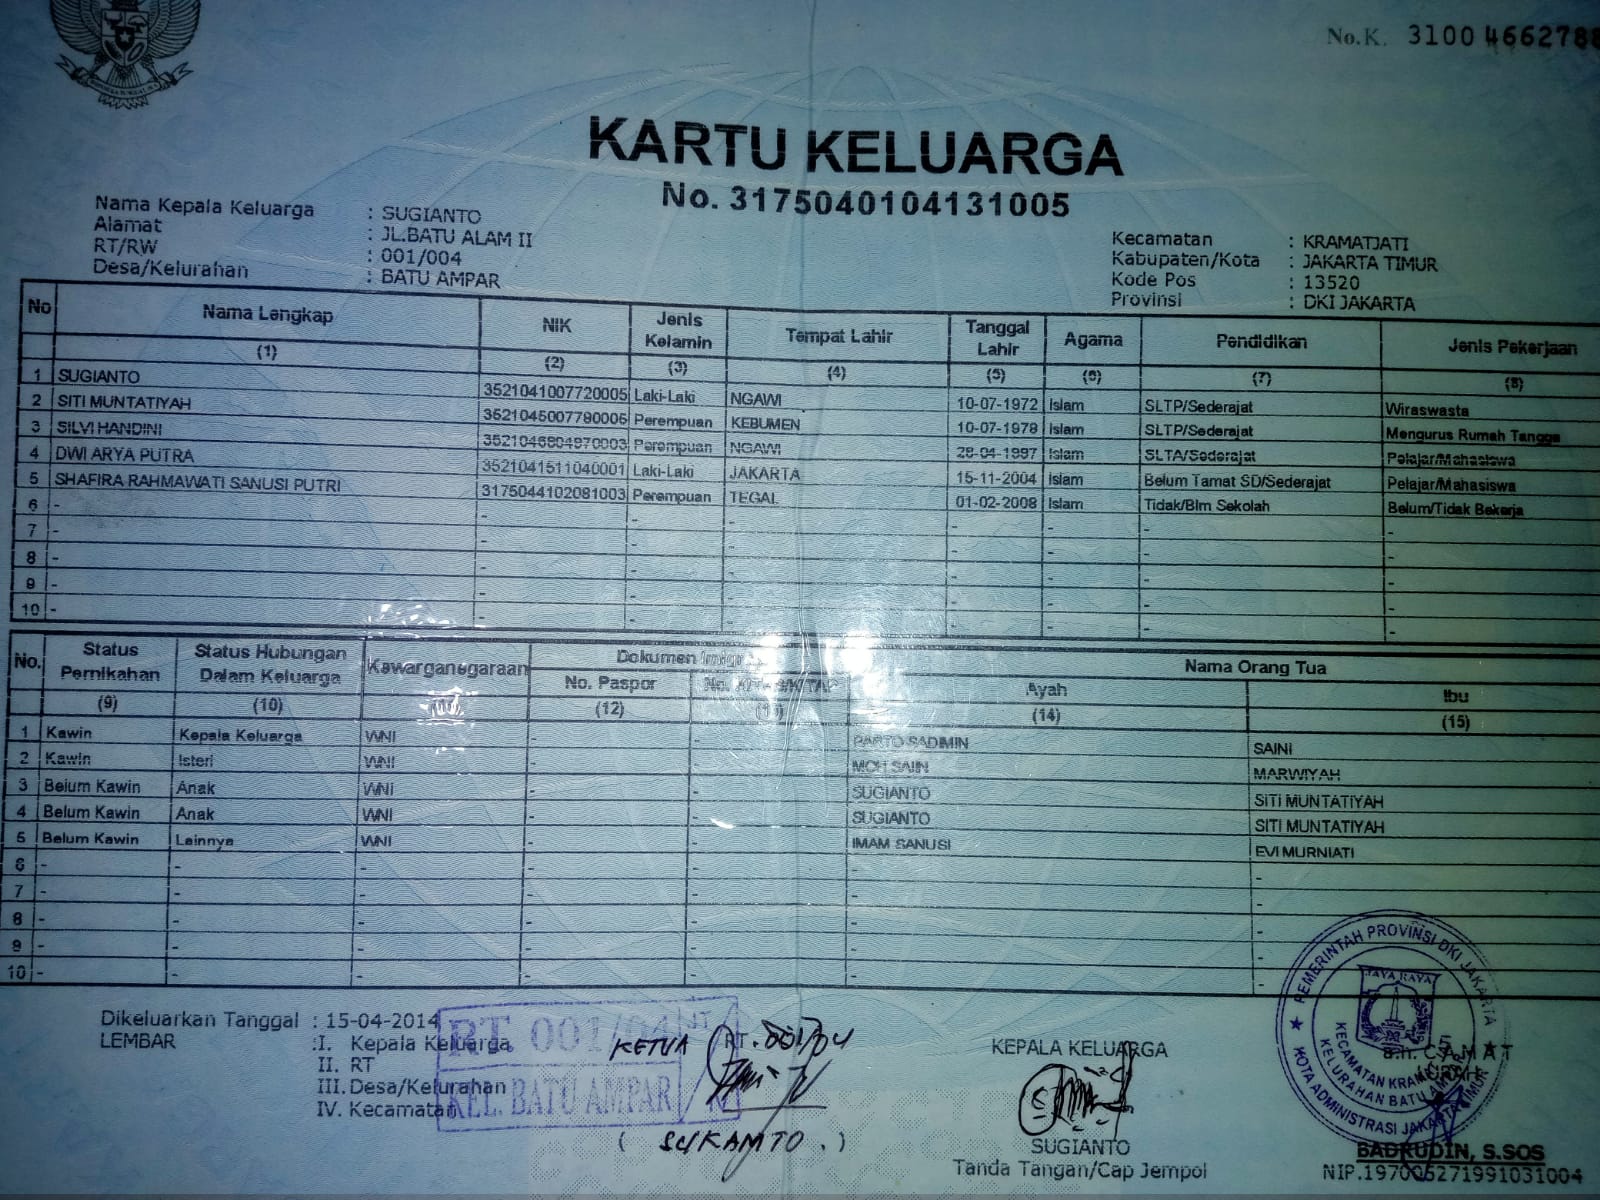 No.K. 3100 4662788
KARTU KELUARGA
No. 3175040104131005
Nama Kepala Keluarga : SUGIANTO
Alamat : JL.BATU ALAM II
RT/RW : 001/004
Desa/Kelurahan : BATU AMPAR
Kecamatan : KRAMATJATI
Kabupaten/Kota : JAKARTA TIMUR
Kode Pos : 13520
Provinsi : DKI JAKARTA
No Nama Lengkap NIK Jenis Kelamin Tempat Lahir Tanggal Lahir Agama Pendidikan Jenis Pekerjaan
(1) (2) (3) (4) (5) (6) (7) (8)
1 SUGIANTO 3521041007720005 Laki-Laki NGAWI 10-07-1972 Islam SLTP/Sederajat Wiraswasta
2 SITI MUNTATIYAH 3521045007780006 Perempuan KEBUMEN 10-07-1978 Islam SLTP/Sederajat Mengurus Rumah Tangga
3 SILVI HANDINI 3521046804970003 Perempuan NGAWI 28-04-1997 Islam SLTA/Sederajat Pelajar/Mahasiswa
4 DWI ARYA PUTRA 3521041511040001 Laki-Laki JAKARTA 15-11-2004 Islam Belum Tamat SD/Sederajat Pelajar/Mahasiswa
5 SHAFIRA RAHMAWATI SANUSI PUTRI 3175044102081003 Perempuan TEGAL 01-02-2008 Islam Tidak/Blm Sekolah Belum/Tidak Bekerja
6 - - - - - - - -
7 - - - - - - - -
8 - - - - - - - -
9 - - - - - - - -
10 - - - - - - - -
No. Status Pernikahan Status Hubungan Dalam Keluarga Kewarganegaraan Dokumen Nama Orang Tua
No. Paspor Ayah Ibu
(9) (10) (11) (12) (13) (14) (15)
1 Kawin Kepala Keluarga WNI - - PARTO SADIMIN SAINI
2 Kawin Isteri WNI - - MOH SAIN MARWIYAH
3 Belum Kawin Anak WNI - - SUGIANTO SITI MUNTATIYAH
4 Belum Kawin Anak WNI - - SUGIANTO SITI MUNTATIYAH
5 Belum Kawin Lainnya WNI - - IMAM SANUSI EVI MURNIATI
6 - - - - - - -
7 - - - - - - -
8 - - - - - - -
9 - - - - - - -
10 - - - - - - -
Dikeluarkan Tanggal : 15-04-2014
LEMBAR : I. Kepala Keluarga
II. RT
III. Desa/Kelurahan
IV. Kecamatan
RT. 001/04
KEL. BATU AMPAR
KETUA RT. 001/04
( SUKAMTO. )
KEPALA KELUARGA
SUGIANTO
Tanda Tangan/Cap Jempol
PEMERINTAH PROVINSI DKI JAKARTA
JAYA RAYA
KECAMATAN KRAMATJATI
KELURAHAN BATU AMPAR
KOTA ADMINISTRASI JAKARTA TIMUR
CAMAT
BADRUDIN, S.SOS
NIP.197006271991031004